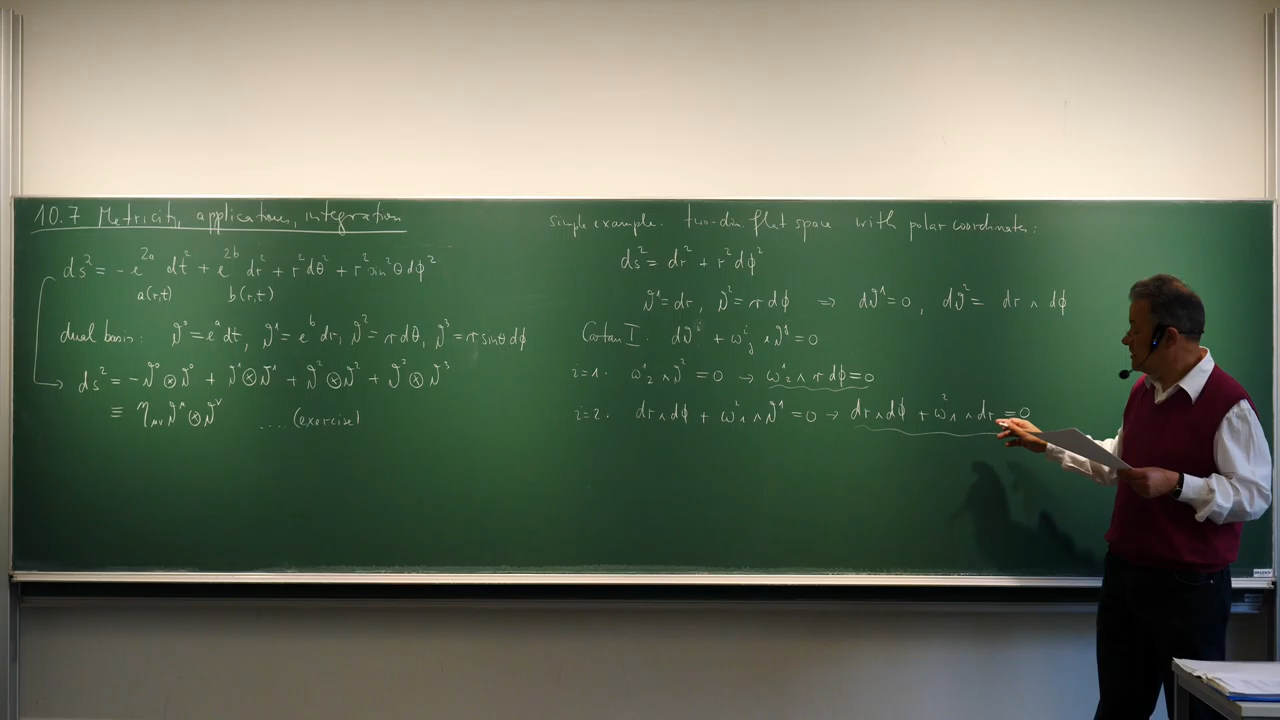 10.7 Metricity, applications, integration
ds² = -e^{2a} dt² + e^{2b} dr² + r² dθ² + r² sin²θ dϕ²
a(r,t) b(r,t)
dual basis: ϑ⁰ = eᵃ dt, ϑ¹ = eᵇ dr, ϑ² = r dθ, ϑ³ = r sinθ dϕ
ds² = -ϑ⁰⊗ϑ⁰ + ϑ¹⊗ϑ¹ + ϑ²⊗ϑ² + ϑ³⊗ϑ³
≡ η_{μν} ϑ^μ ⊗ ϑ^ν .... (exercise)
simple example. two-dim. flat space with polar coordinates:
ds² = dr² + r² dϕ²
ϑ¹ = dr, ϑ² = r dϕ ⇒ dϑ¹ = 0, dϑ² = dr ∧ dϕ
Cartan I. dϑ^i + ω^i_j ∧ ϑ^j = 0
i=1. ω¹₂ ∧ ϑ² = 0 → ω¹₂ ∧ r dϕ = 0
i=2. dr ∧ dϕ + ω²₁ ∧ ϑ¹ = 0 → dr ∧ dϕ + ω²₁ ∧ dr = 0